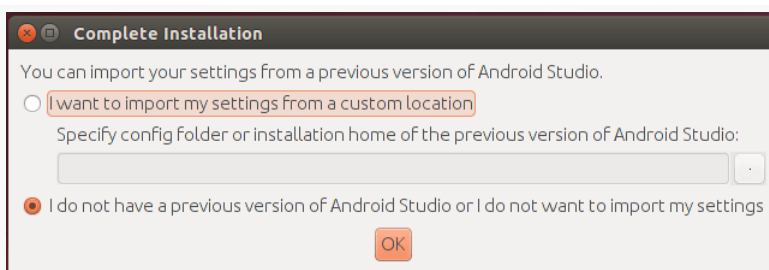 Complete Installation
You can import your settings from a previous version of Android Studio.
I want to import my settings from a custom location
Specify config folder or installation home of the previous version of Android Studio:
.
I do not have a previous version of Android Studio or I do not want to import my settings
OK